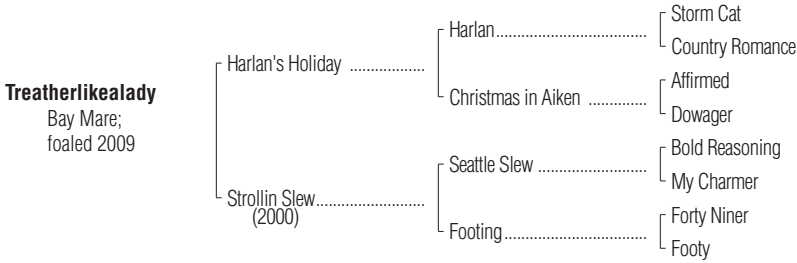 Storm Cat
Harlan
Country Romance
Harlan's Holiday
Affirmed
Christmas in Aiken
Dowager
Treatherlikealady
Bay Mare;
foaled 2009
Bold Reasoning
Seattle Slew
My Charmer
Strollin Slew
(2000)
Forty Niner
Footing
Footy